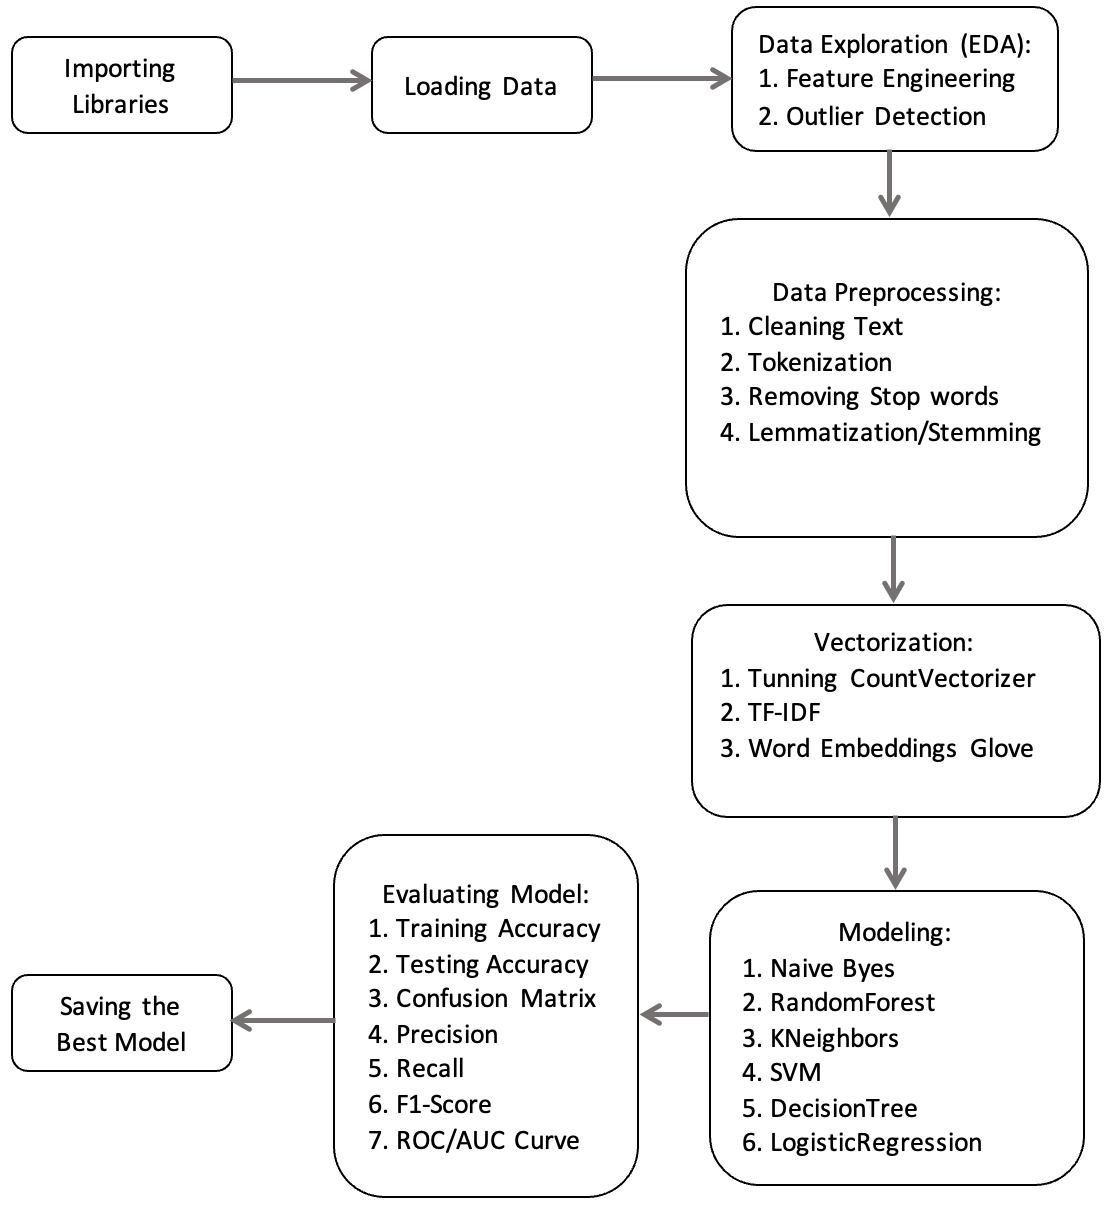 Importing
Libraries
Loading Data
Data Exploration (EDA):
1. Feature Engineering
2. Outlier Detection
Data Preprocessing:
1. Cleaning Text
2. Tokenization
3. Removing Stop words
4. Lemmatization/Stemming
Vectorization:
1. Tunning CountVectorizer
2. TF-IDF
3. Word Embeddings Glove
Modeling:
1. Naive Byes
2. RandomForest
3. KNeighbors
4. SVM
5. DecisionTree
6. LogisticRegression
Evaluating Model:
1. Training Accuracy
2. Testing Accuracy
3. Confusion Matrix
4. Precision
5. Recall
6. F1-Score
7. ROC/AUC Curve
Saving the
Best Model